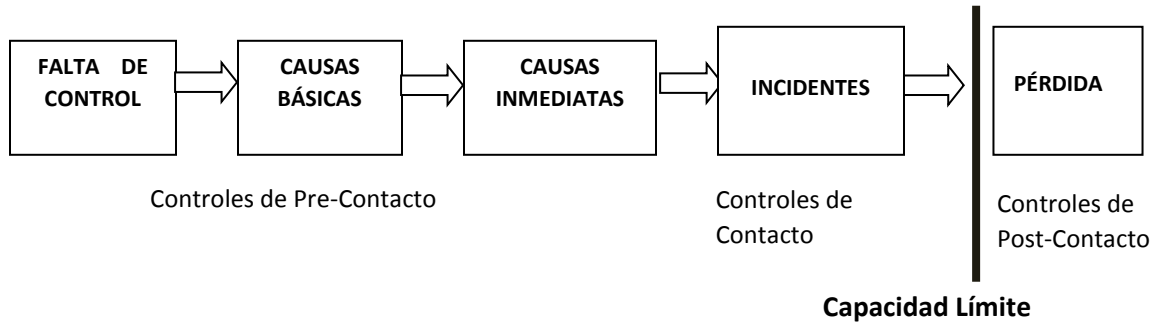 FALTA DE
CONTROL
CAUSAS
BÁSICAS
CAUSAS
INMEDIATAS
INCIDENTES
PÉRDIDA
Controles de Pre-Contacto
Controles de
Contacto
Controles de
Post-Contacto
Capacidad Límite